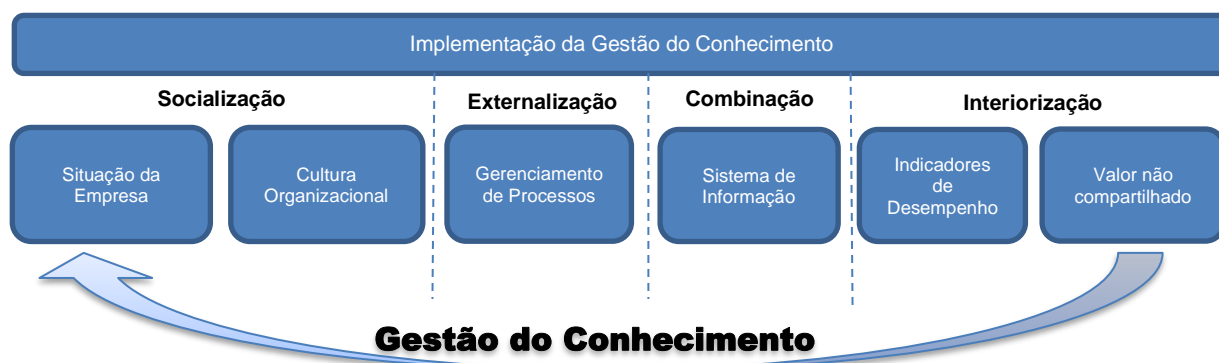 Implementação da Gestão do Conhecimento
Socialização
Externalização
Combinação
Interiorização
Situação da
Empresa
Cultura
Organizacional
Gerenciamento
de Processos
Sistema de
Informação
Indicadores
de
Desempenho
Valor não
compartilhado
Gestão do Conhecimento